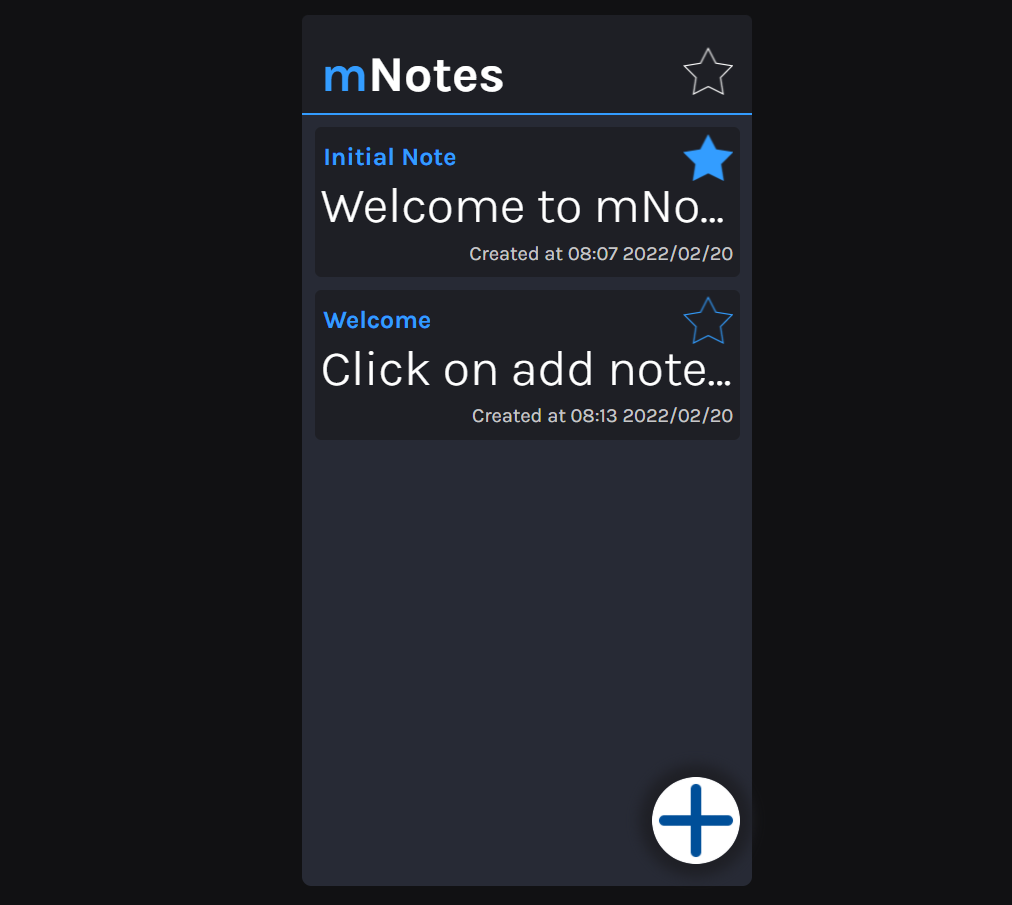 mNotes
Initial Note
Welcome to mNo...
Created at 08:07 2022/02/20
Welcome
Click on add note...
Created at 08:13 2022/02/20